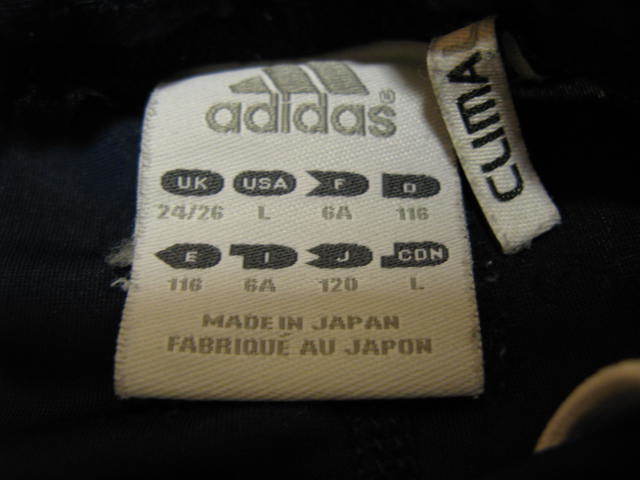 adidas®
UK USA F D
24/26 L 6A 116
E I J CDN
116 6A 120 L
MADE IN JAPAN
FABRIQUÉ AU JAPON
CLIMA